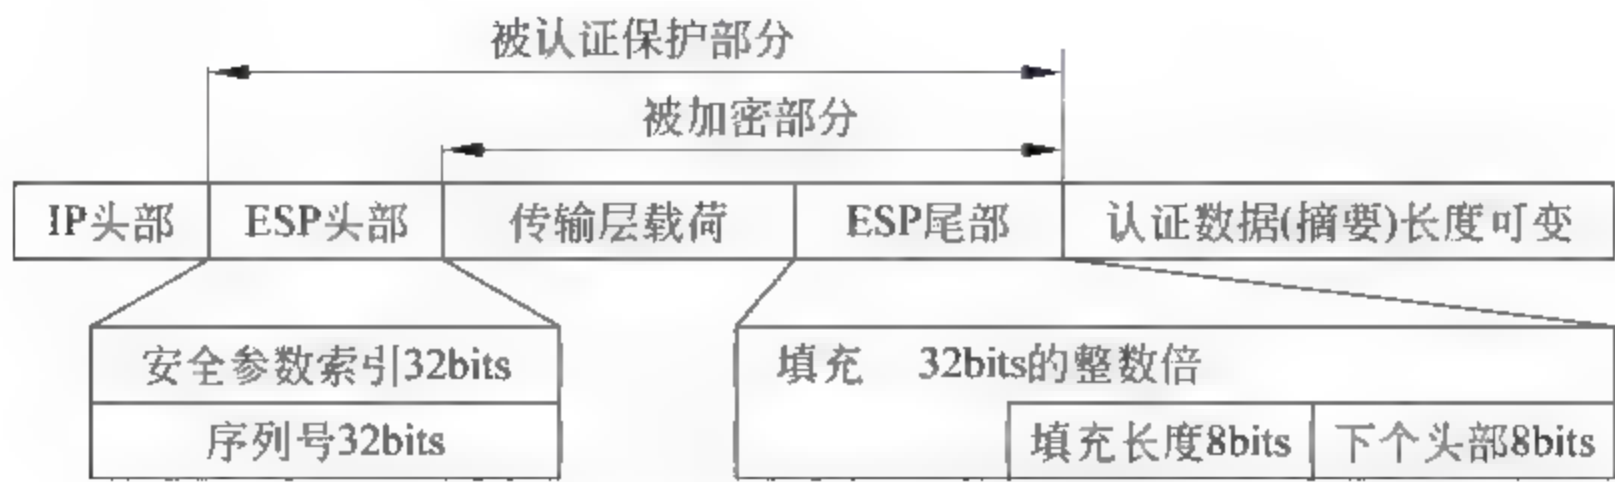 被认证保护部分
被加密部分
IP头部 ESP头部 传输层载荷 ESP尾部 认证数据(摘要)长度可变
安全参数索引32bits 填充 32bits的整数倍
序列号32bits 填充长度8bits 下个头部8bits